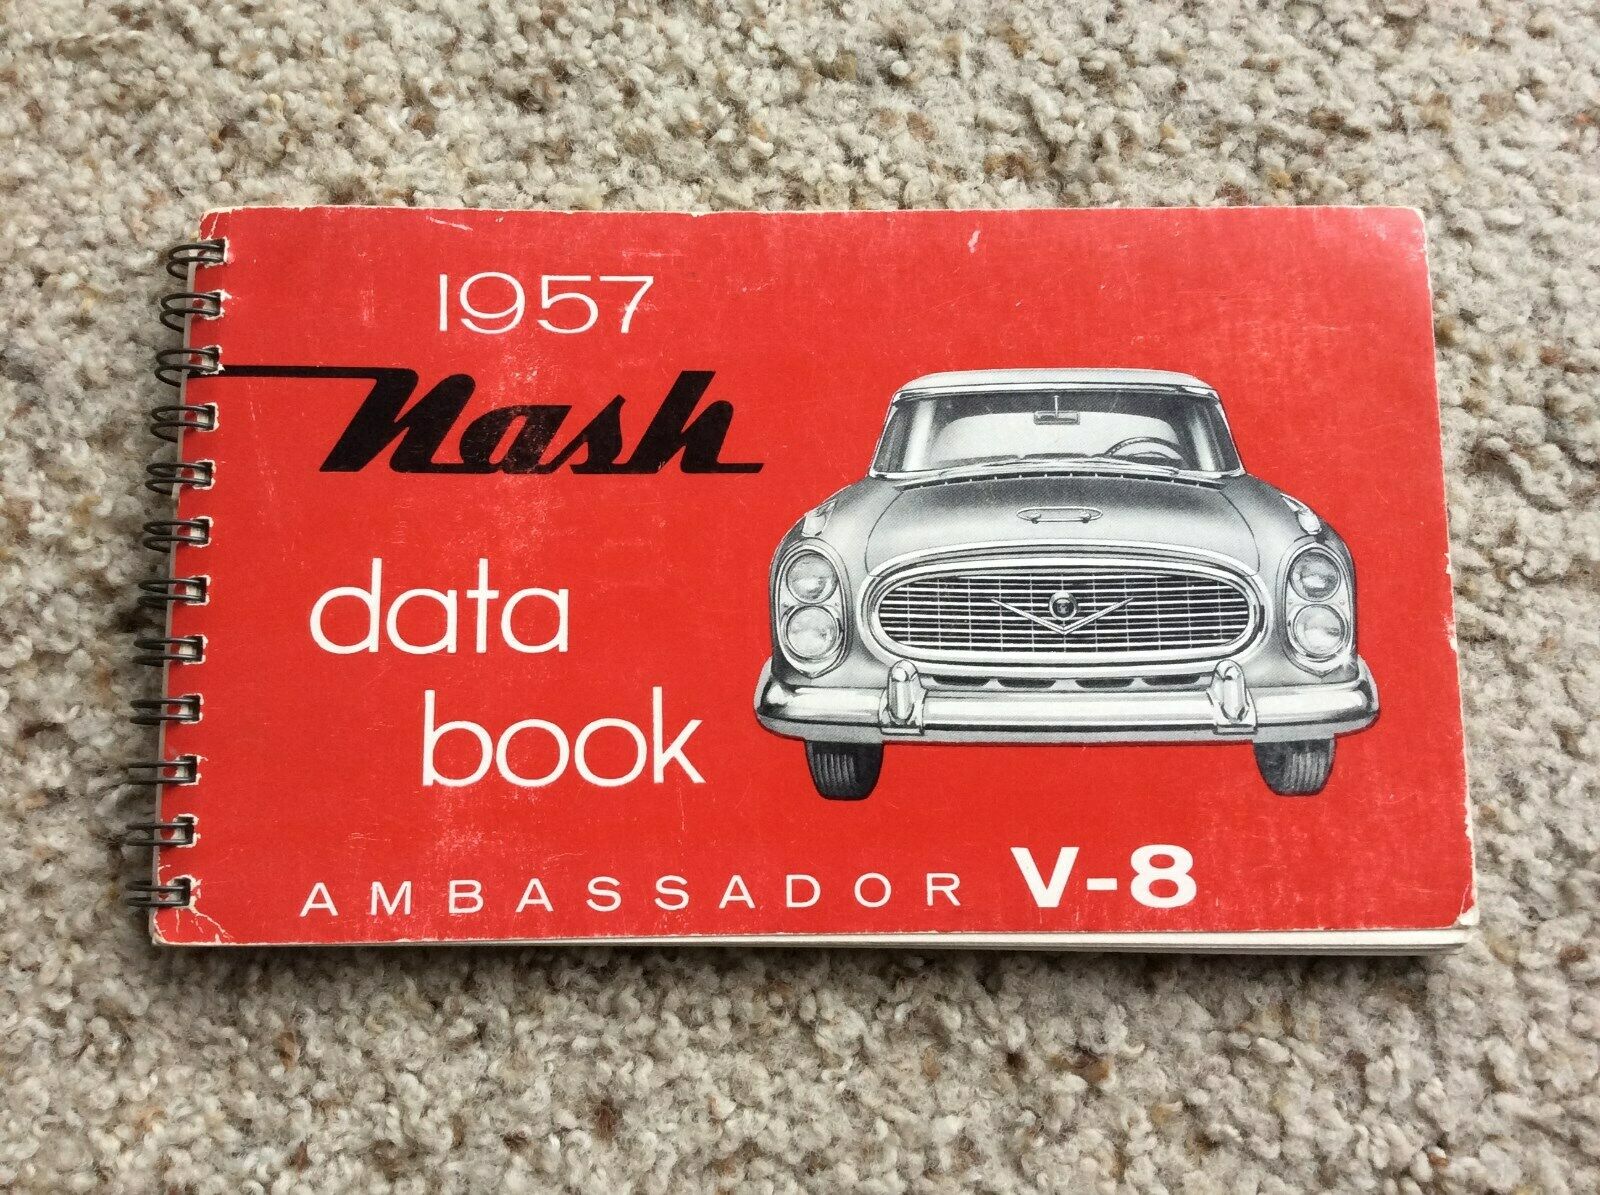 1957
Nash
data
book
AMBASSADOR V-8